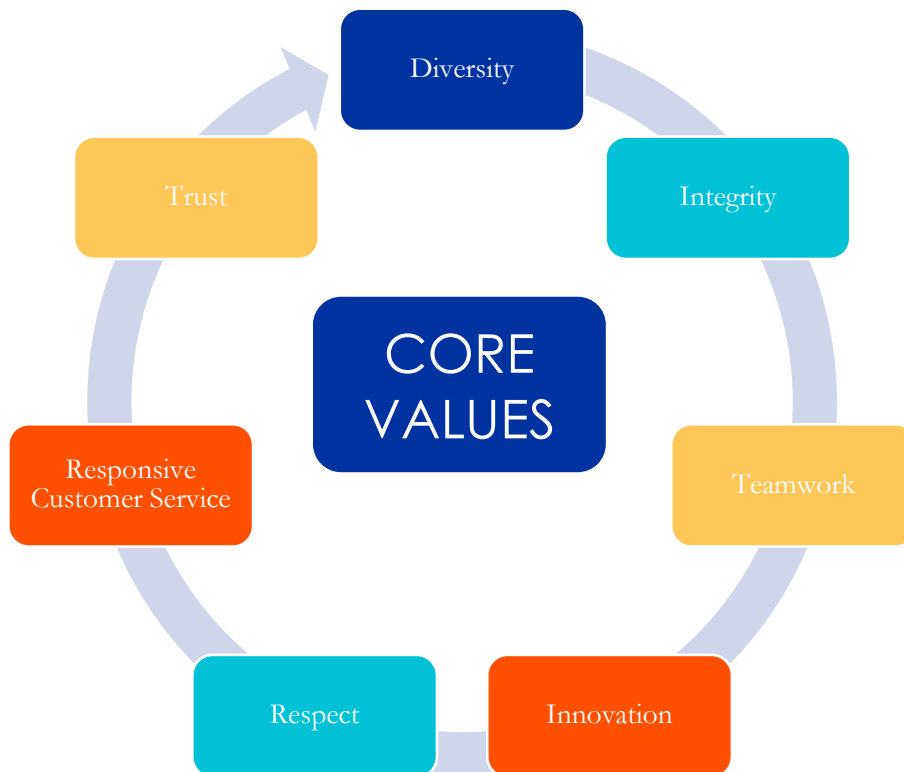 Diversity
Integrity
Teamwork
Innovation
Respect
Responsive
Customer Service
Trust
CORE
VALUES